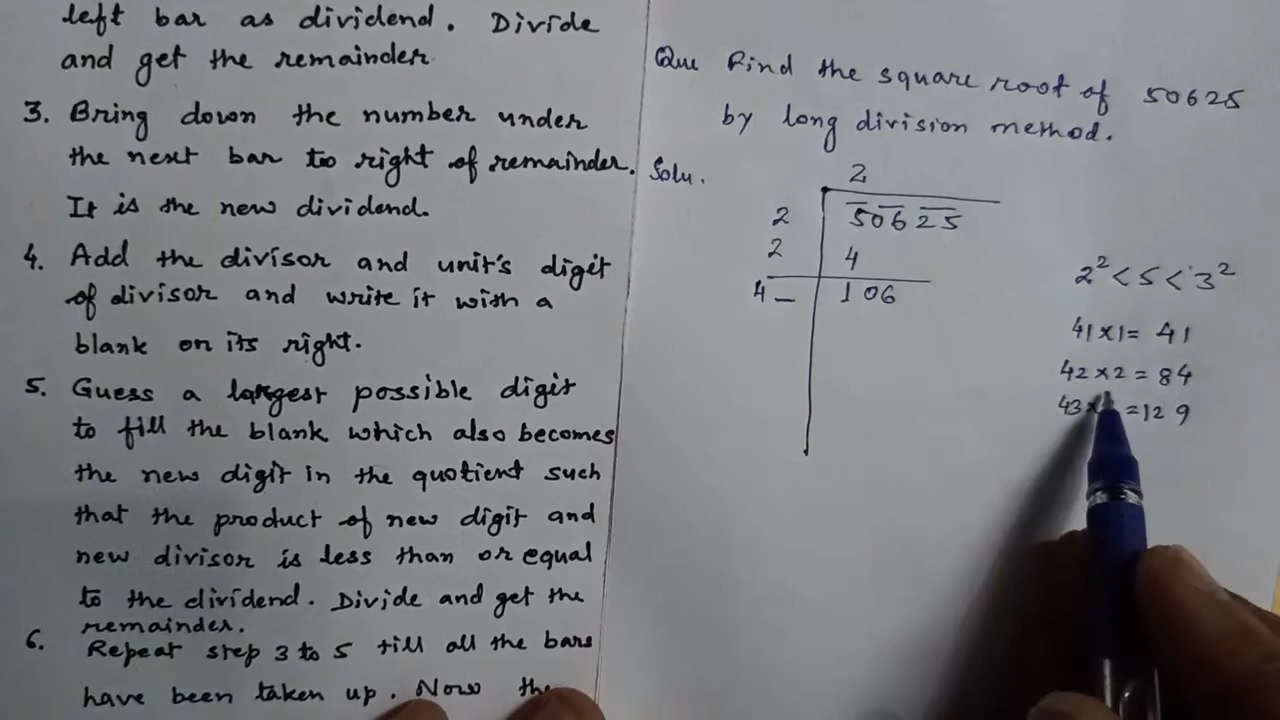 left bar as dividend. Divide
and get the remainder
3. Bring down the number under
the next bar to right of remainder.
It is the new dividend.
4. Add the divisor and unit's digit
of divisor and write it with a
blank on its right.
5. Guess a largest possible digit
to fill the blank which also becomes
the new digit in the quotient such
that the product of new digit and
new divisor is less than or equal
to the dividend. Divide and get the
remainder.
6. Repeat step 3 to 5 till all the bars
have been taken up. Now the
Que Find the square root of 50625
by long division method.
Solu.
2
2 50625
2 4
4_ 106
2² < 5 < 3²
41×1= 41
42×2=84
43× =129